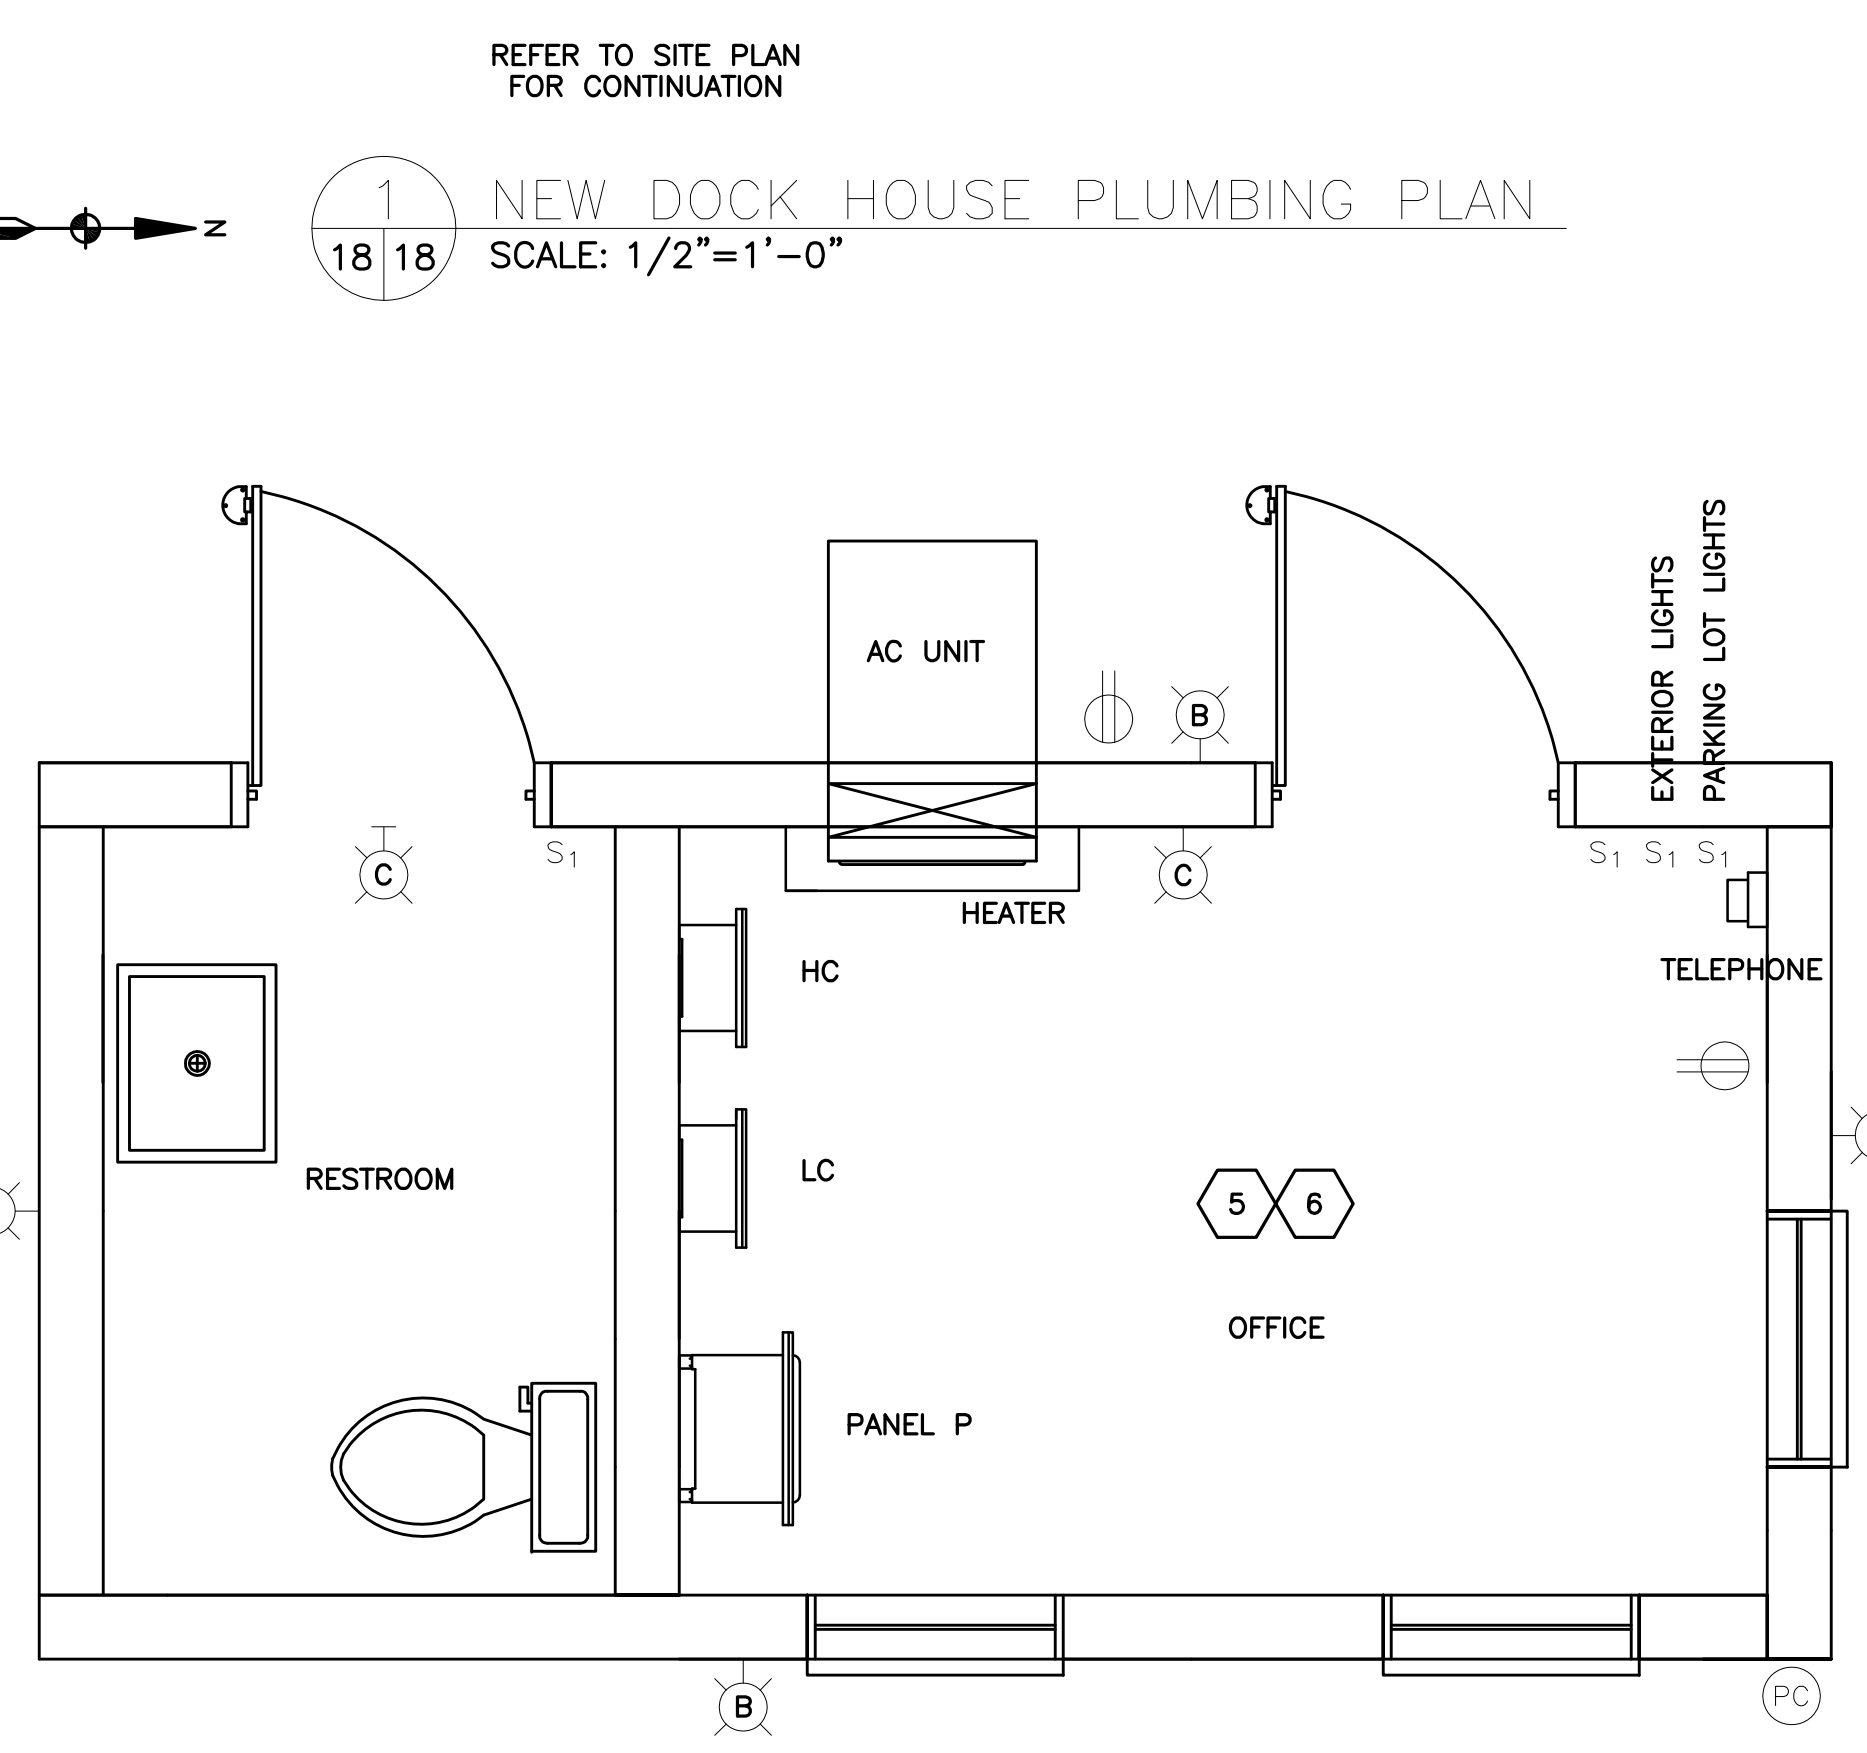 REFER TO SITE PLAN
FOR CONTINUATION
N
1
18 18
NEW DOCK HOUSE PLUMBING PLAN
SCALE: 1/2"=1'-0"
EXTERIOR LIGHTS
PARKING LOT LIGHTS
AC UNIT
B
C
S1
C
S1 S1 S1
HEATER
HC
TELEPHONE
RESTROOM
LC
5 6
OFFICE
PANEL P
B
PC